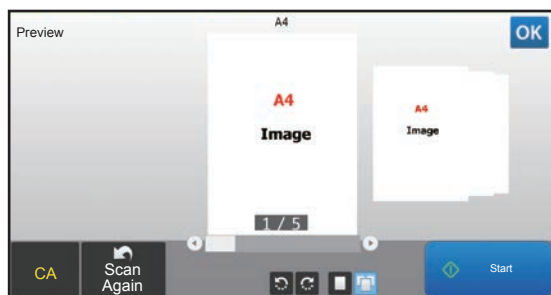 A4
Preview
OK
A4
Image
A4
Image
1 / 5
CA
Scan
Again
Start